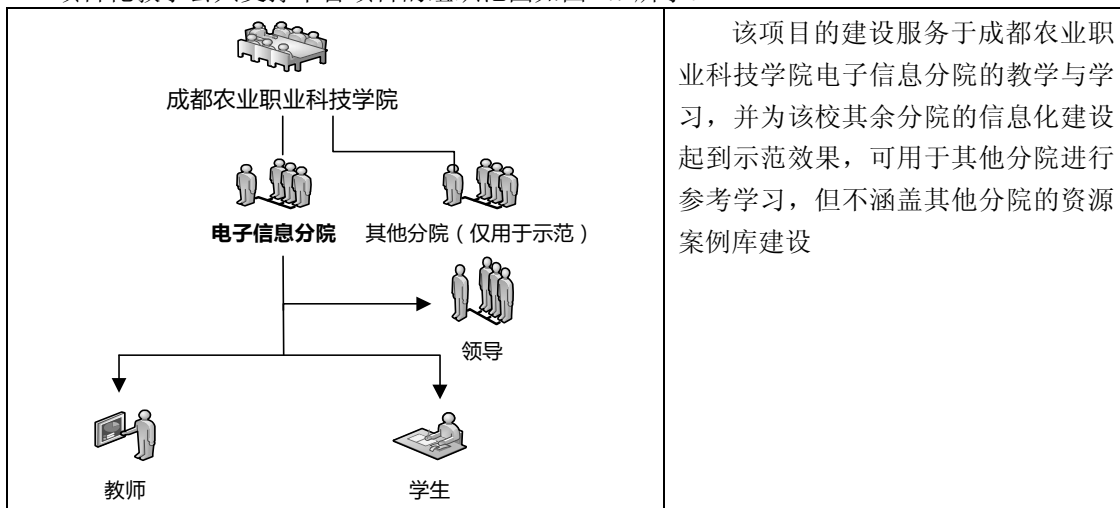 成都农业职业科技学院
电子信息分院
其他分院（仅用于示范）
领导
教师
学生
该项目的建设服务于成都农业职
业科技学院电子信息分院的教学与学
习，并为该校其余分院的信息化建设
起到示范效果，可用于其他分院进行
参考学习，但不涵盖其他分院的资源
案例库建设